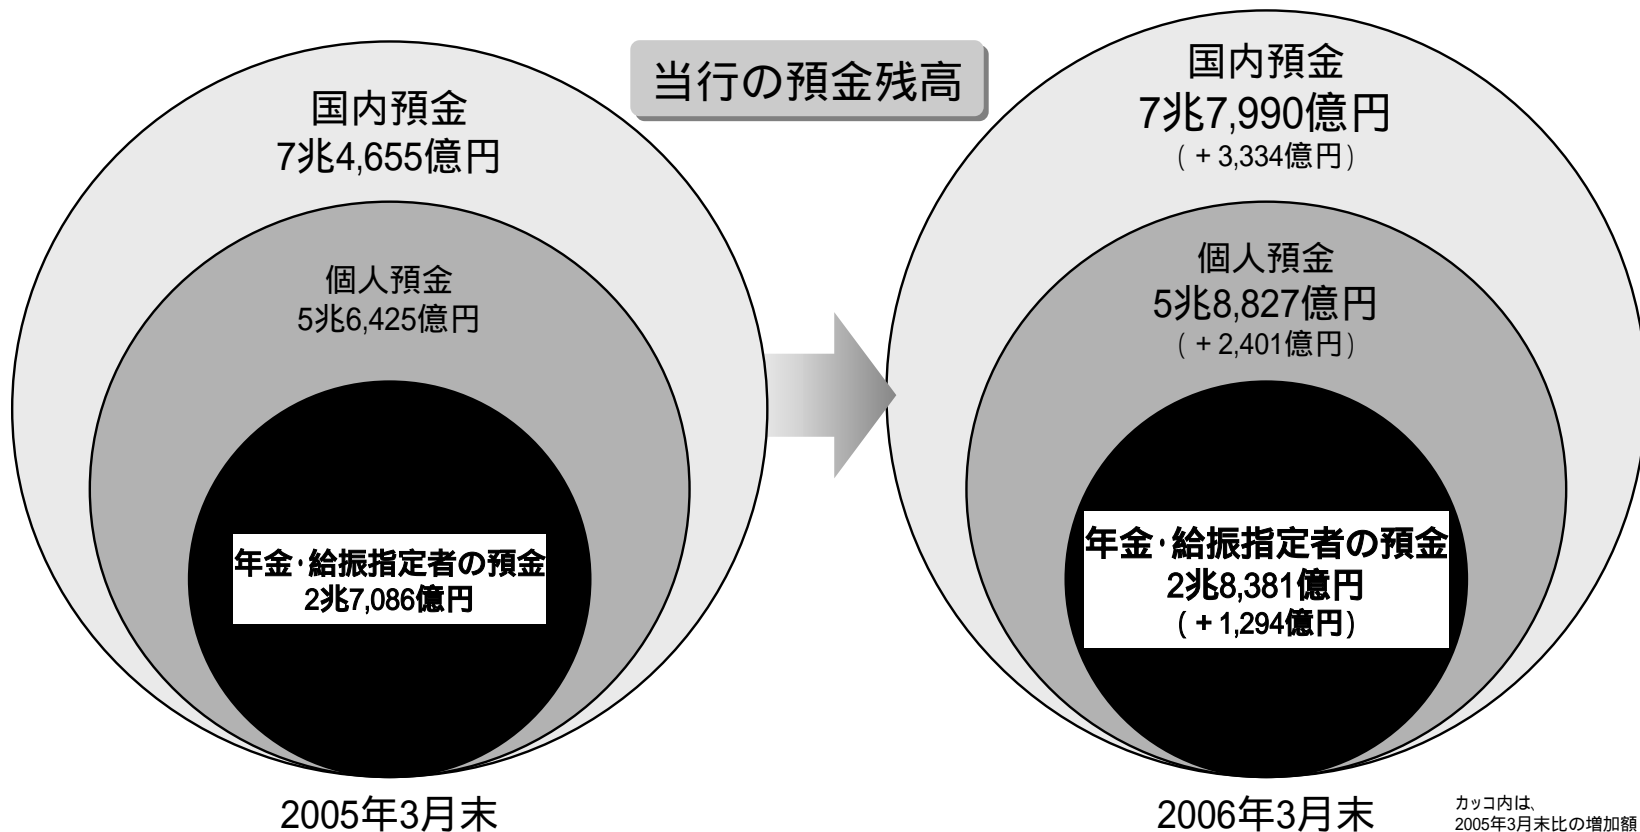 当行の預金残高
国内預金
7兆4,655億円
個人預金
5兆6,425億円
年金・給振指定者の預金
2兆7,086億円
2005年3月末
国内預金
7兆7,990億円
(+3,334億円)
個人預金
5兆8,827億円
(+2,401億円)
年金・給振指定者の預金
2兆8,381億円
(+1,294億円)
2006年3月末
カッコ内は、
2005年3月末比の増加額